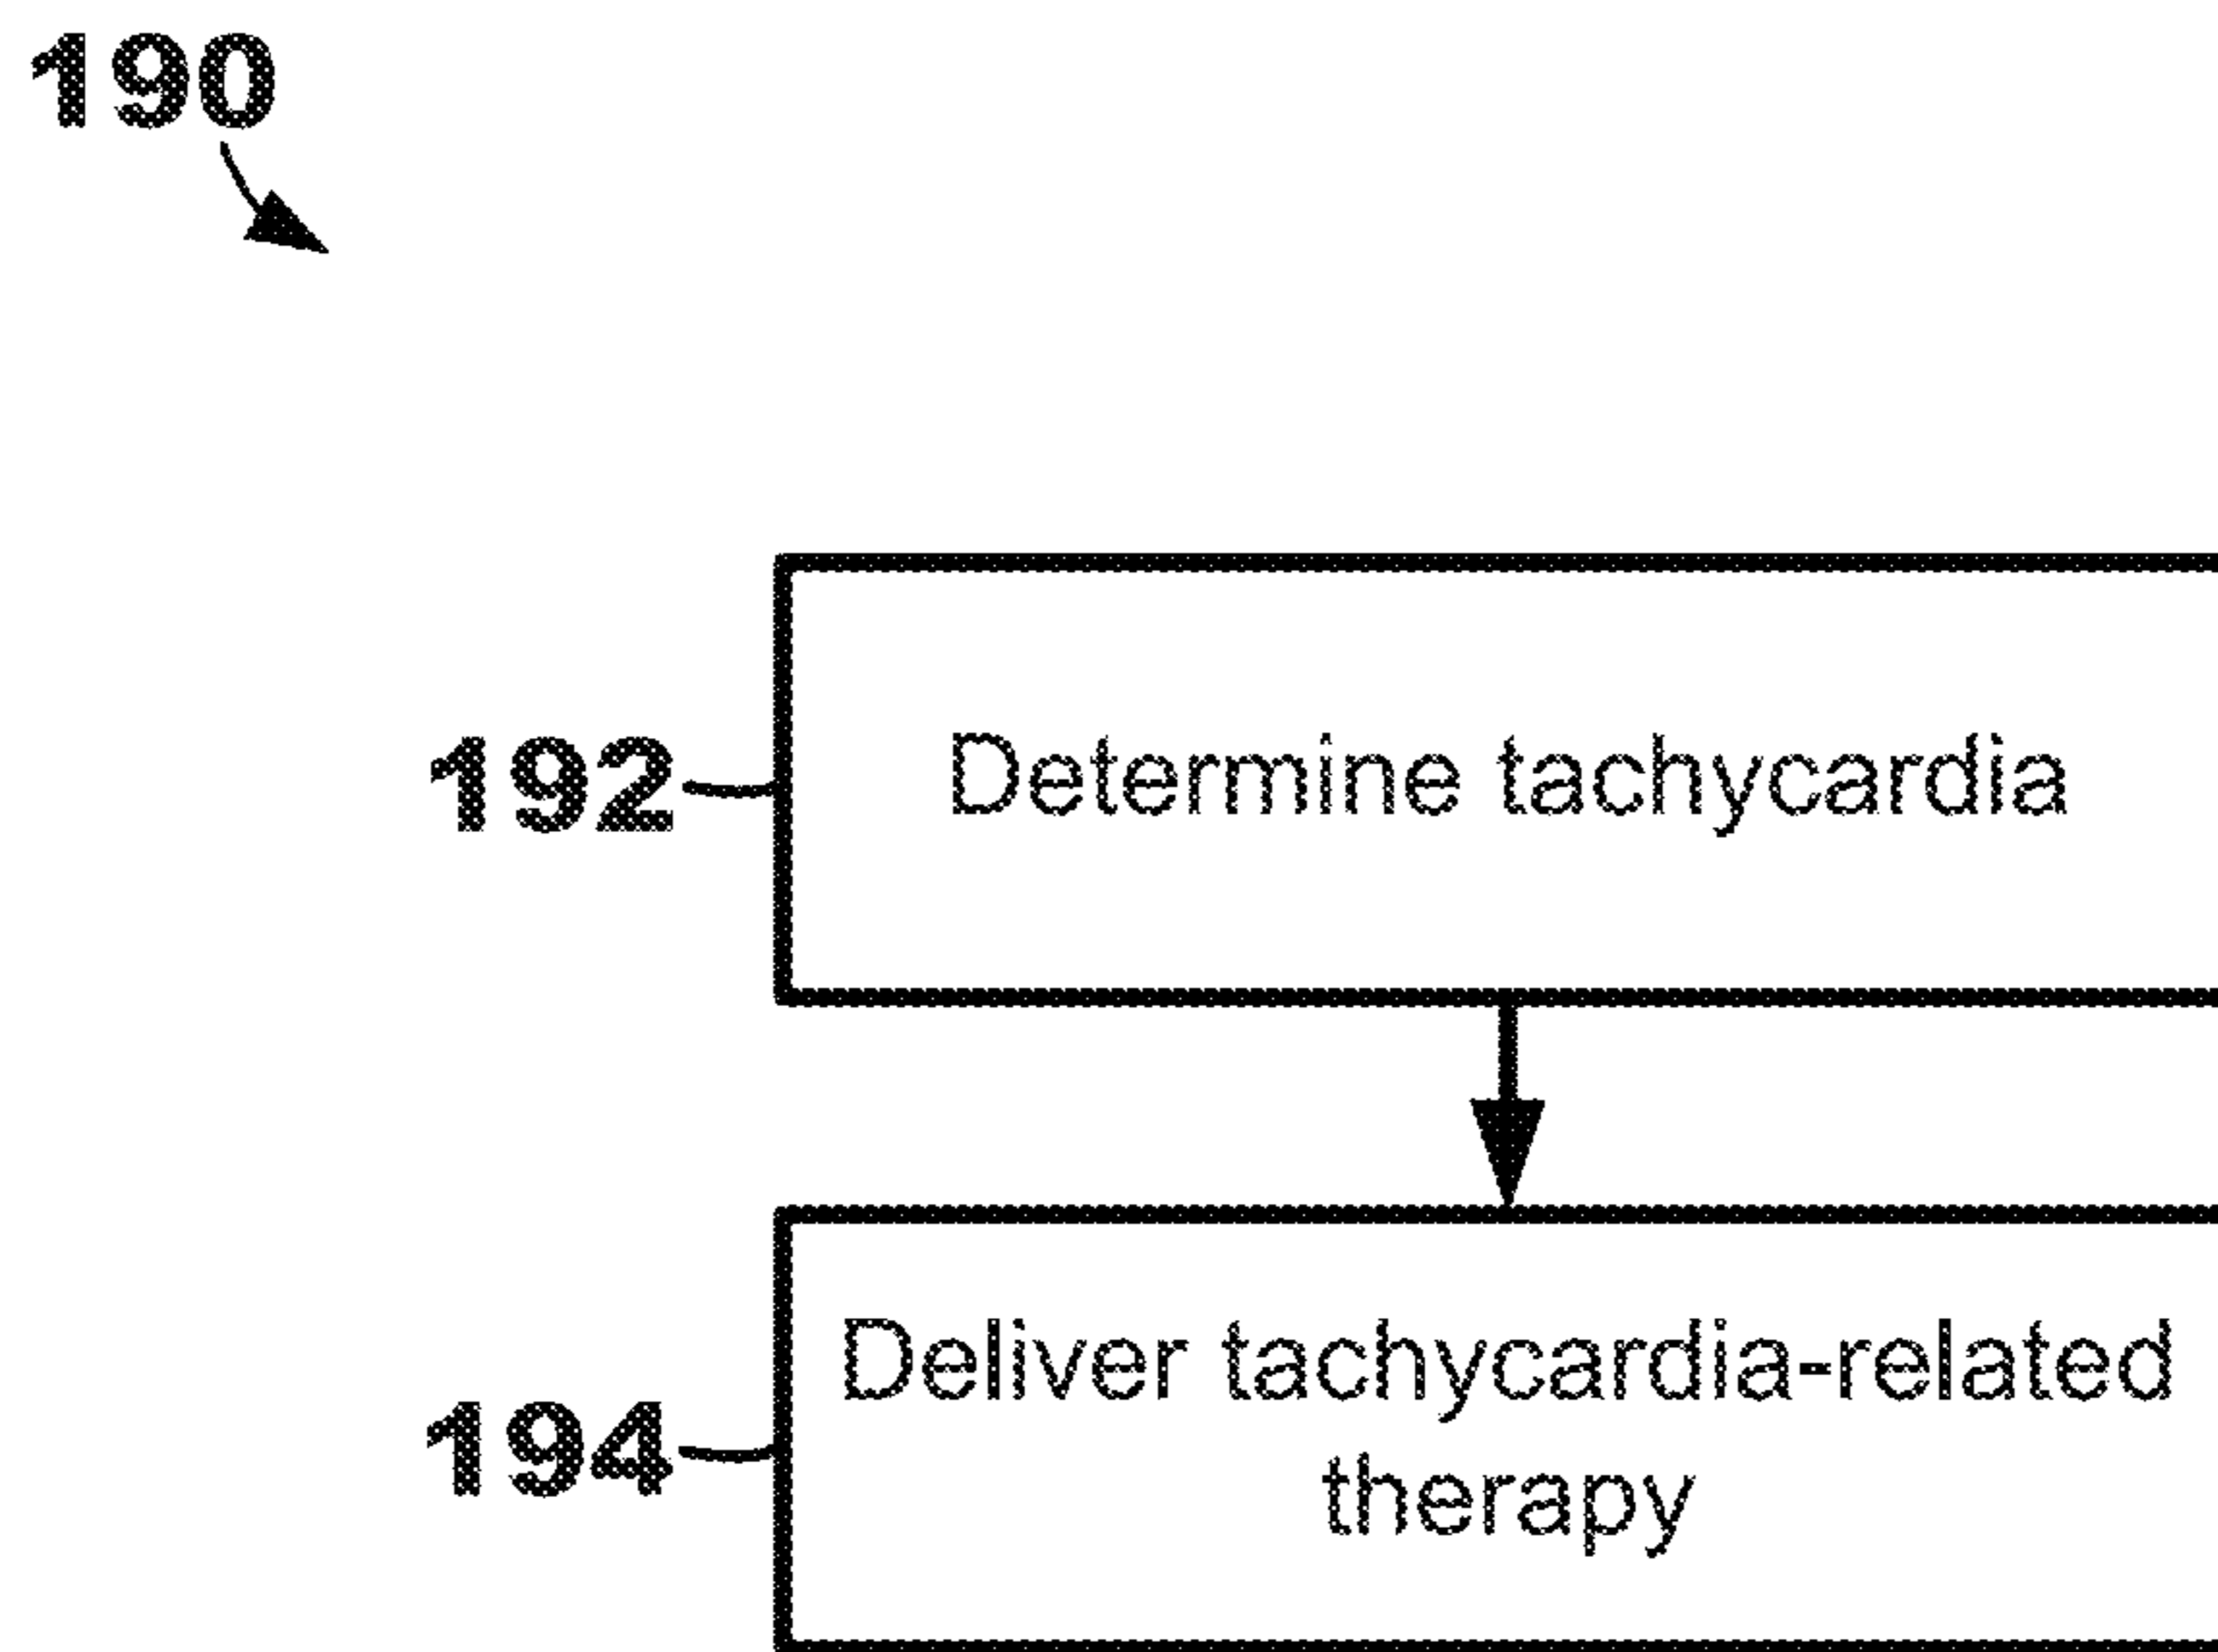 190
192
Determine tachycardia
194
Deliver tachycardia-related
therapy